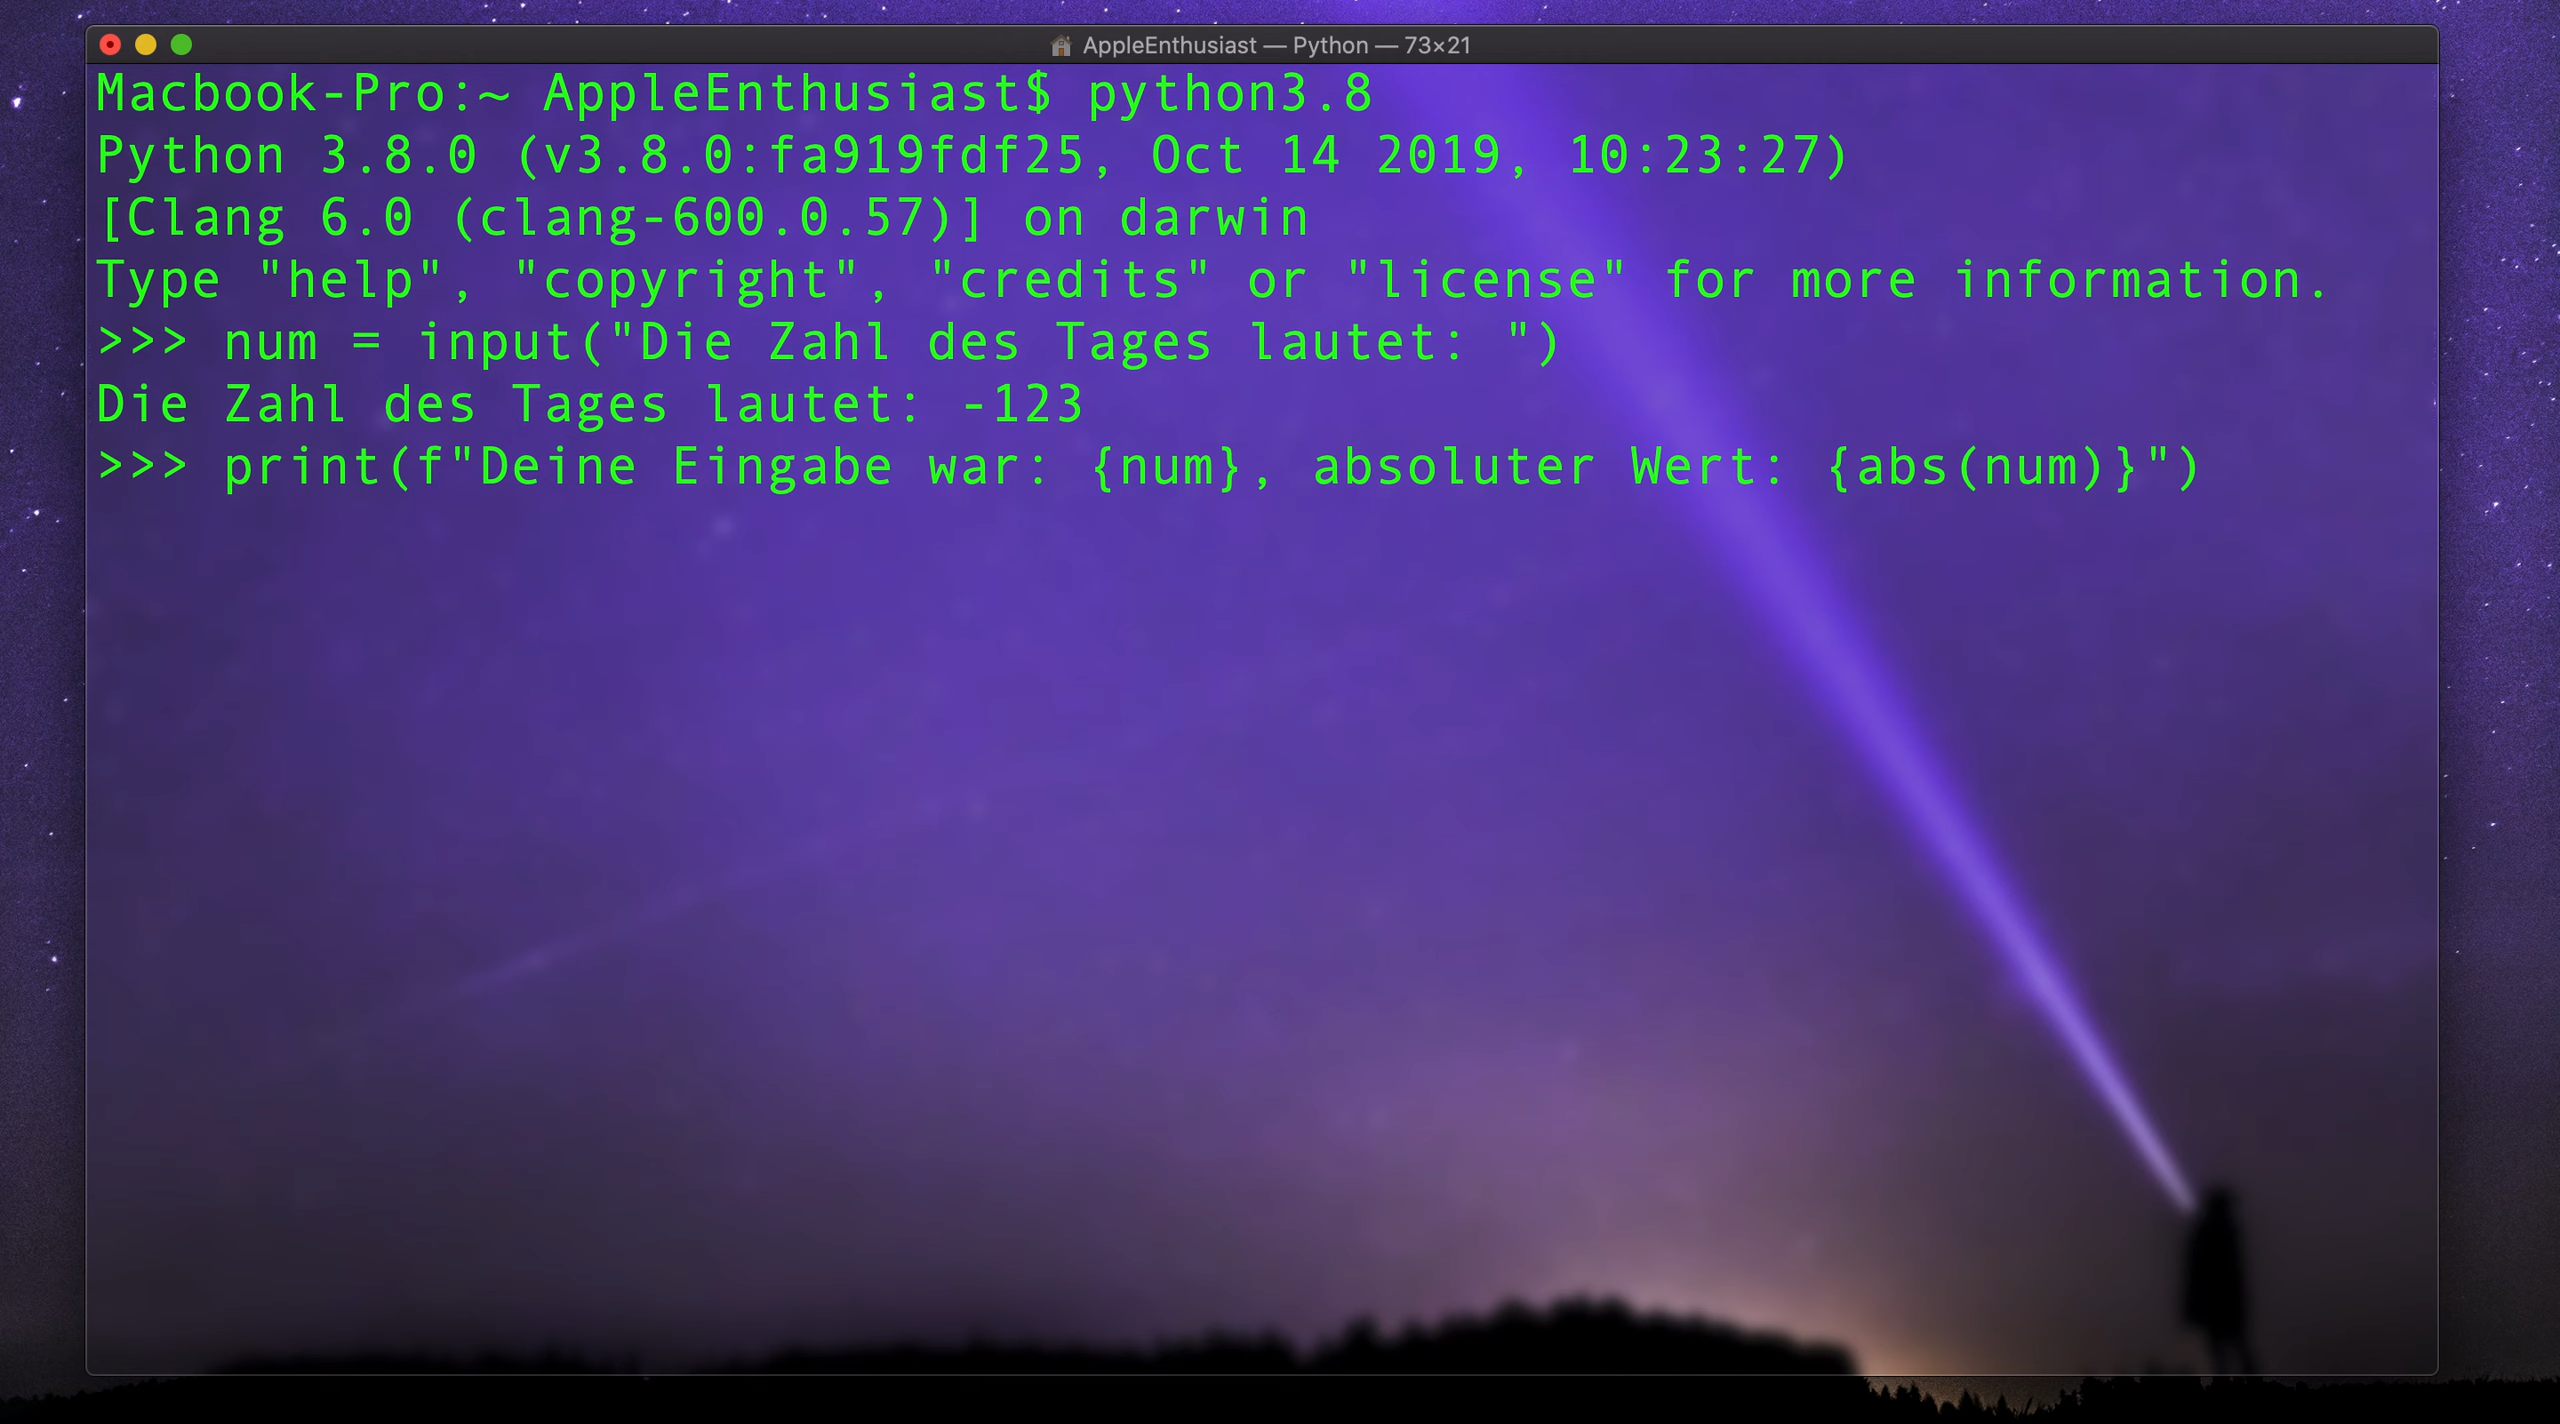 AppleEnthusiast — Python — 73×21
Macbook-Pro:~ AppleEnthusiast$ python3.8
Python 3.8.0 (v3.8.0:fa919fdf25, Oct 14 2019, 10:23:27)
[Clang 6.0 (clang-600.0.57)] on darwin
Type "help", "copyright", "credits" or "license" for more information.
>>> num = input("Die Zahl des Tages lautet: ")
Die Zahl des Tages lautet: -123
>>> print(f"Deine Eingabe war: {num}, absoluter Wert: {abs(num)}")